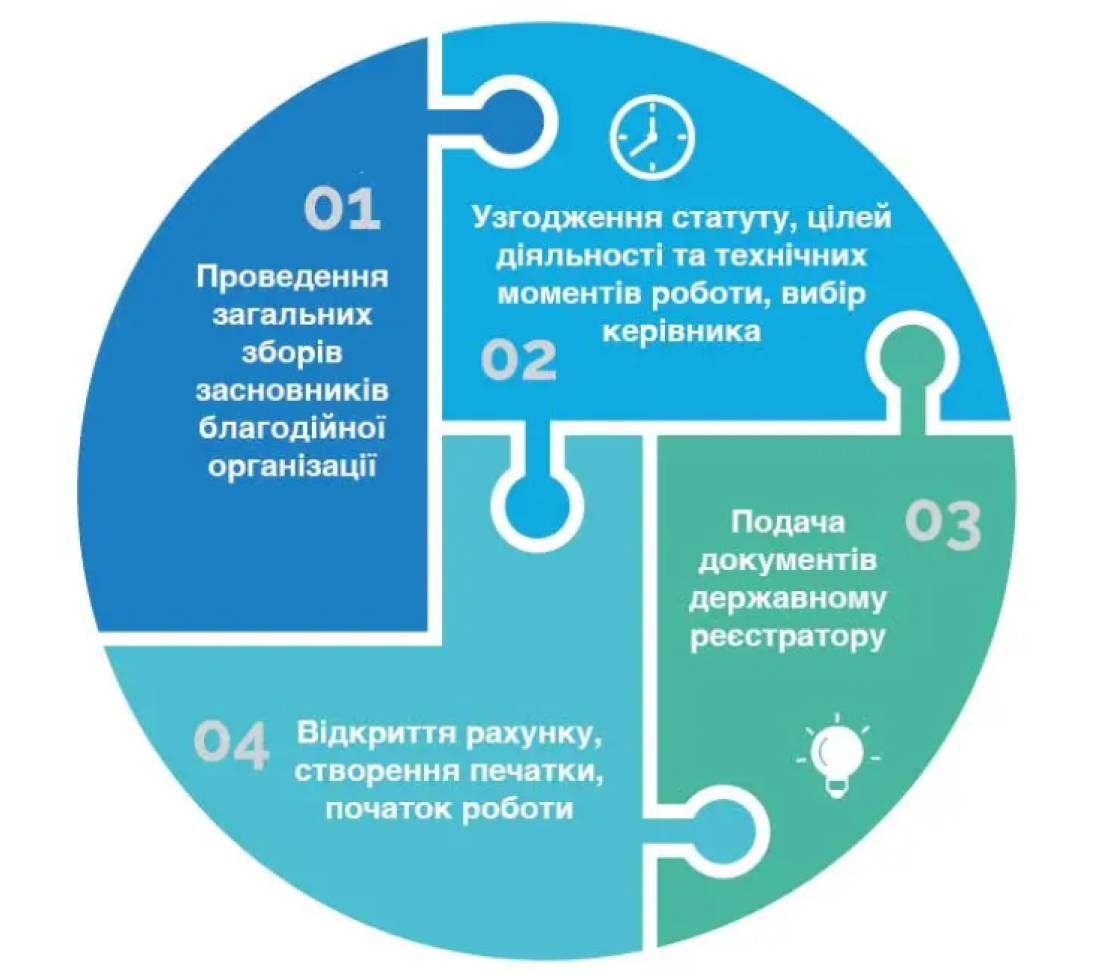 01
Проведення
загальних
зборів
засновників
благодійної
організації
Узгодження статуту, цілей
діяльності та технічних
моментів роботи, вибір
керівника
02
03
Подача
документів
державному
реєстратору
04
Відкриття рахунку,
створення печатки,
початок роботи